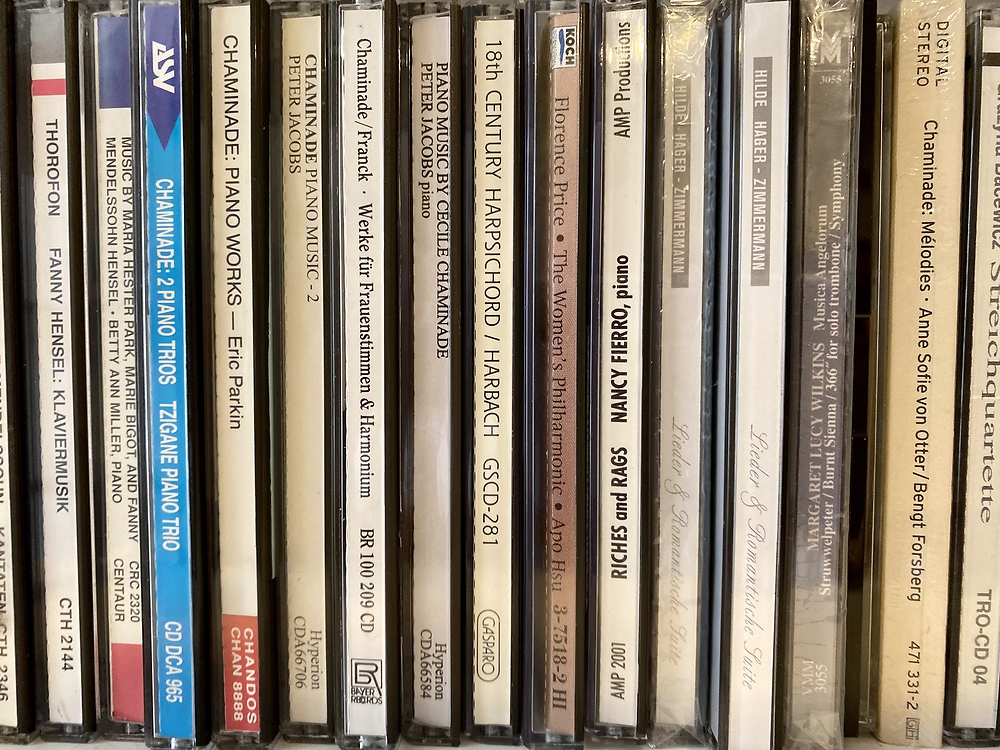 KANTATEN CTH 2346
THOROFON FANNY HENSEL: KLAVIERMUSIK CTH 2144
MUSIC BY MARIA HESTER PARK, MARIE BIGOT, AND FANNY
MENDELSSOHN HENSEL • BETTY ANN MILLER, PIANO
CRC 2320
CENTAUR
ASV
CHAMINADE: 2 PIANO TRIOS TZIGANE PIANO TRIO CD DCA 965
CHAMINADE: PIANO WORKS — Eric Parkin
CHANDOS
CHAN 8888
CHAMINADE PIANO MUSIC - 2
PETER JACOBS
Hyperion
CDA66706
Chaminade/Franck · Werke für Frauenstimmen & Harmonium BR 100 209 CD
BAYER
RECORDS
PIANO MUSIC BY CECILE CHAMINADE
PETER JACOBS piano
Hyperion
CDA66584
18th CENTURY HARPSICHORD / HARBACH GSCD-281
GASPARO
KOCH
Florence Price • The Women's Philharmonic • Apo Hsu 3-7518-2 HI
AMP 2001 RICHES and RAGS NANCY FIERRO, piano AMP Productions
HILDE HAGER - ZIMMERMANN
Lieder & Romantische Suite
HILDE HAGER - ZIMMERMANN
Lieder & Romantische Suite
3055
VMM
3055
MARGARET LUCY WILKINS Musica Angelorum
Struwwelpeter / Burnt Sienna / 366" for solo trombone / Symphony
DIGITAL
STEREO
Chaminade: Mélodies · Anne Sofie von Otter/Bengt Forsberg 471 331-2
Streichquartette
TRO-CD 04